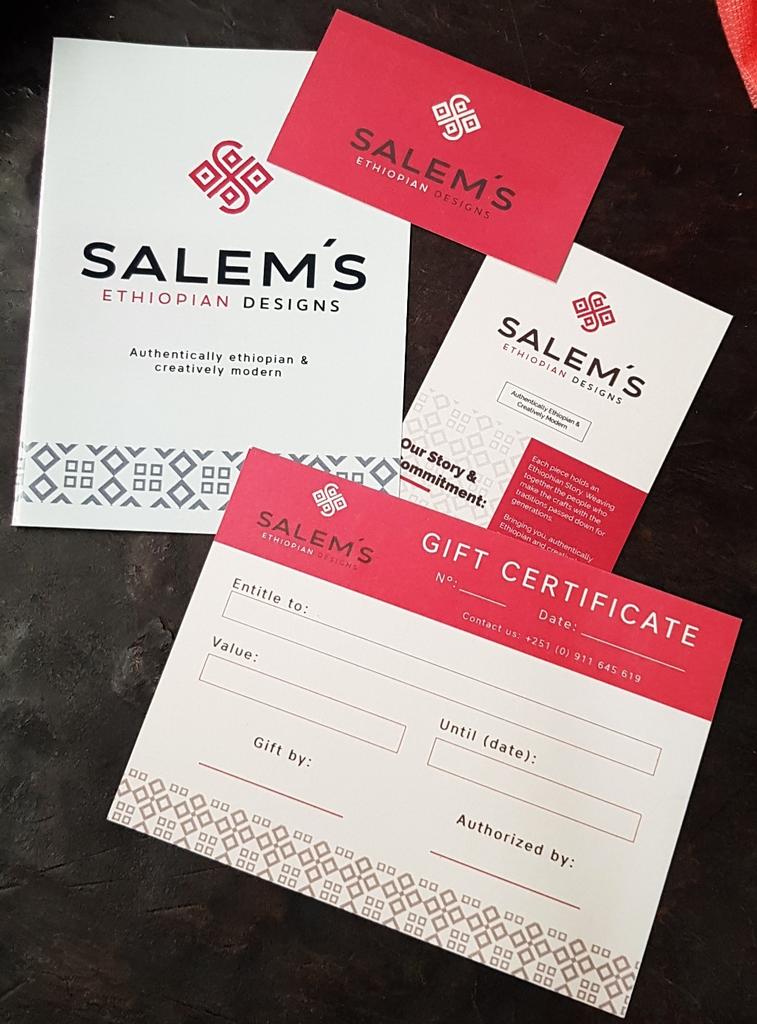 SALEM'S
ETHIOPIAN DESIGNS
Authentically ethiopian &
creatively modern
SALEM'S
ETHIOPIAN DESIGNS
SALEM'S
ETHIOPIAN DESIGNS
Authentically Ethiopian &
Creatively Modern
Our Story &
ommitment:
Each piece holds an
Ethiophian Story. Weaving
together the people who
make the crafts with the
traditions passed down for
generations.
Bringing you, authentically
Ethiopian and
SALEM'S
ETHIOPIAN DESIGNS
GIFT CERTIFICATE
Nº:
Date:
Contact us: +251 (0) 911 645 619
Entitle to:
Value:
Until (date):
Gift by:
Authorized by: